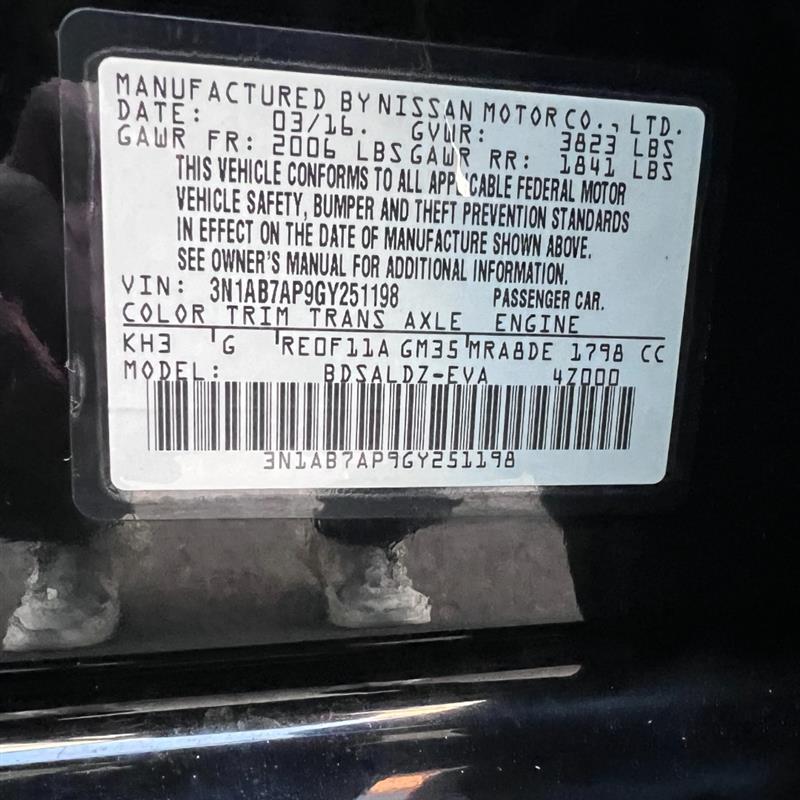 MANUFACTURED BY NISSAN MOTOR CO., LTD.
DATE: 03/16. GVWR: 3823 LBS
GAWR FR: 2006 LBS GAWR RR: 1841 LBS
THIS VEHICLE CONFORMS TO ALL APPLICABLE FEDERAL MOTOR
VEHICLE SAFETY, BUMPER AND THEFT PREVENTION STANDARDS
IN EFFECT ON THE DATE OF MANUFACTURE SHOWN ABOVE.
SEE OWNER'S MANUAL FOR ADDITIONAL INFORMATION.
VIN: 3N1AB7AP9GY251198 PASSENGER CAR.
COLOR TRIM TRANS AXLE ENGINE
KH3 G RE0F11A GM35 MRA8DE 1798 CC
MODEL: BDSALDZ-EVA 4Z000
3N1AB7AP9GY251198